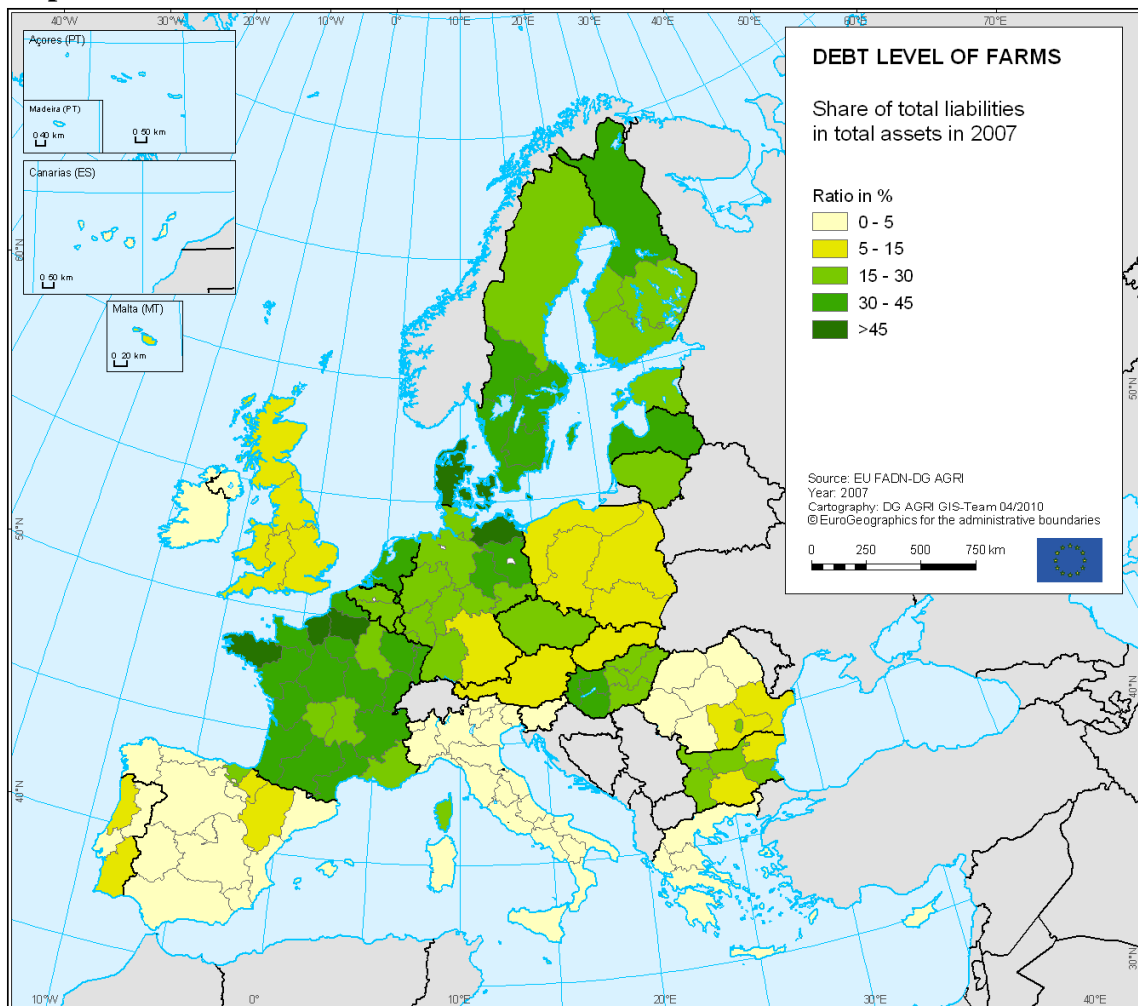 40°W 30°W 20°W 10°W 0° 10°E 20°E 30°E 40°E 50°E 60°E 70°E
Açores (PT)
Madeira (PT)
0 40 km
0 50 km
Canarias (ES)
0 50 km
Malta (MT)
0 20 km
DEBT LEVEL OF FARMS
Share of total liabilities
in total assets in 2007
Ratio in %
0 - 5
5 - 15
15 - 30
30 - 45
>45
Source: EU FADN-DG AGRI
Year: 2007
Cartography: DG AGRI GIS-Team 04/2010
© EuroGeographics for the administrative boundaries
0 250 500 750 km
60°N
50°N
40°N
50°N
40°N
30°N
10°W 0° 10°E 20°E 30°E 40°E